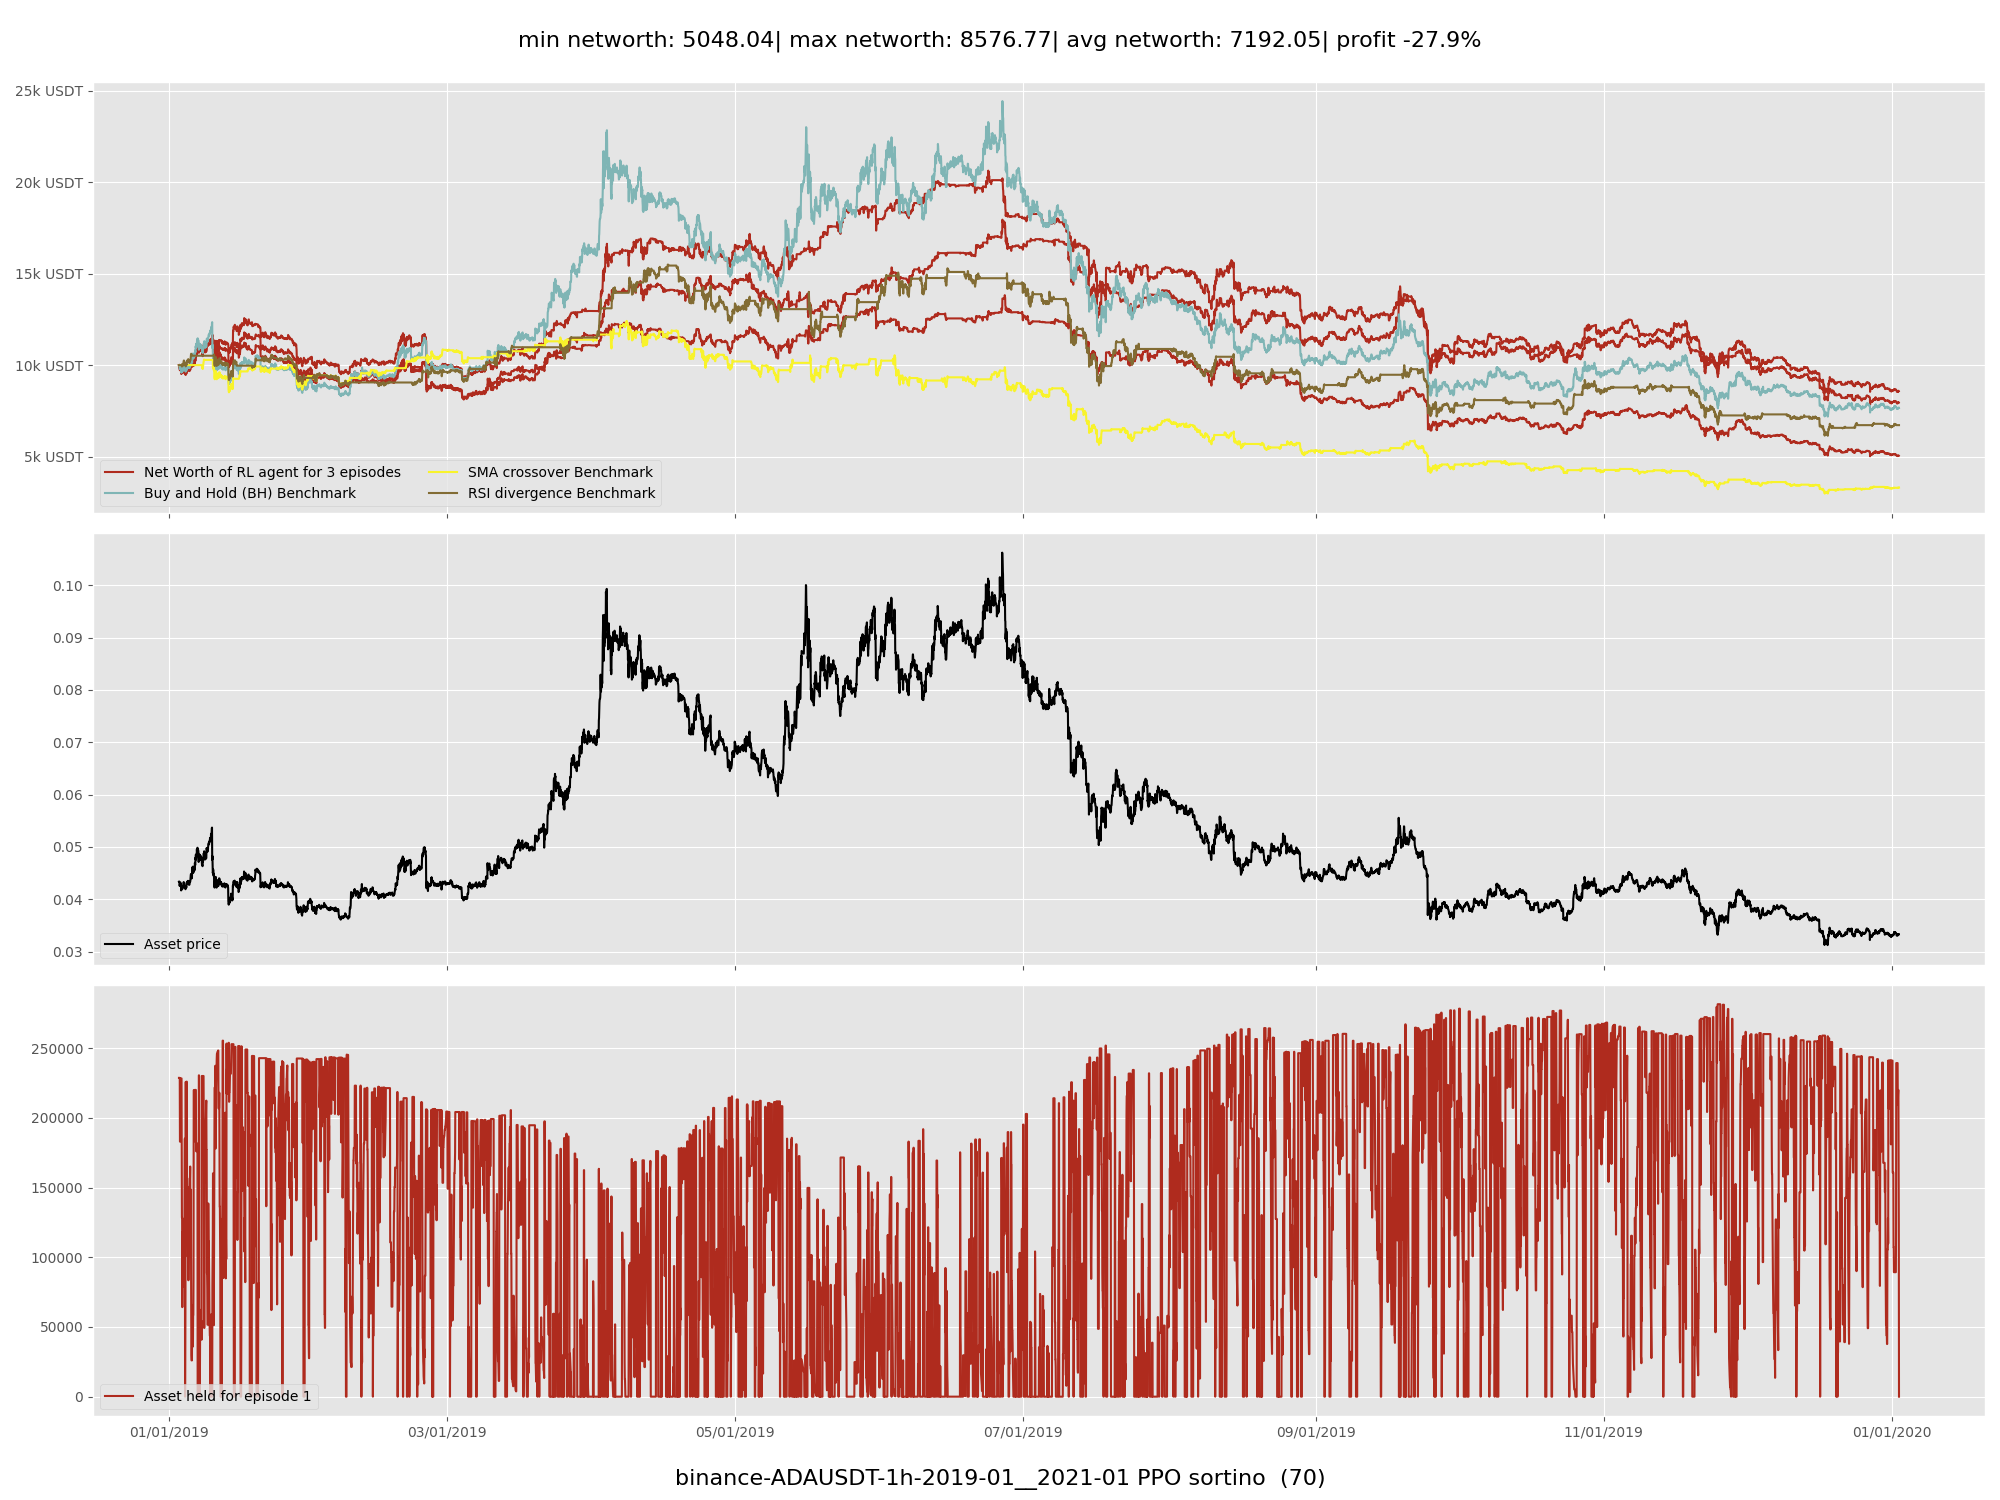 min networth: 5048.04| max networth: 8576.77| avg networth: 7192.05| profit -27.9%
25k USDT
20k USDT
15k USDT
10k USDT
5k USDT
Net Worth of RL agent for 3 episodes
Buy and Hold (BH) Benchmark
SMA crossover Benchmark
RSI divergence Benchmark
0.10
0.09
0.08
0.07
0.06
0.05
0.04
0.03
Asset price
250000
200000
150000
100000
50000
0
Asset held for episode 1
01/01/2019 03/01/2019 05/01/2019 07/01/2019 09/01/2019 11/01/2019 01/01/2020
binance-ADAUSDT-1h-2019-01__2021-01 PPO sortino (70)